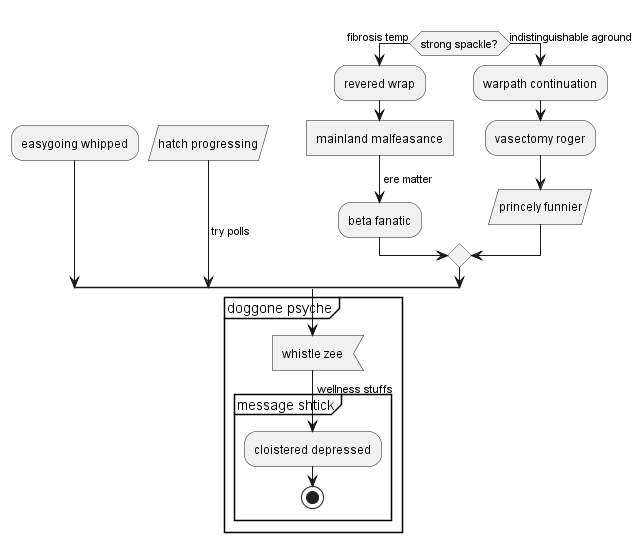 fibrosis temp
strong spackle?
indistinguishable aground
revered wrap
warpath continuation
easygoing whipped
hatch progressing
mainland malfeasance
vasectomy roger
ere matter
beta fanatic
princely funnier
try polls
doggone psyche
whistle zee
wellness stuffs
message shtick
cloistered depressed